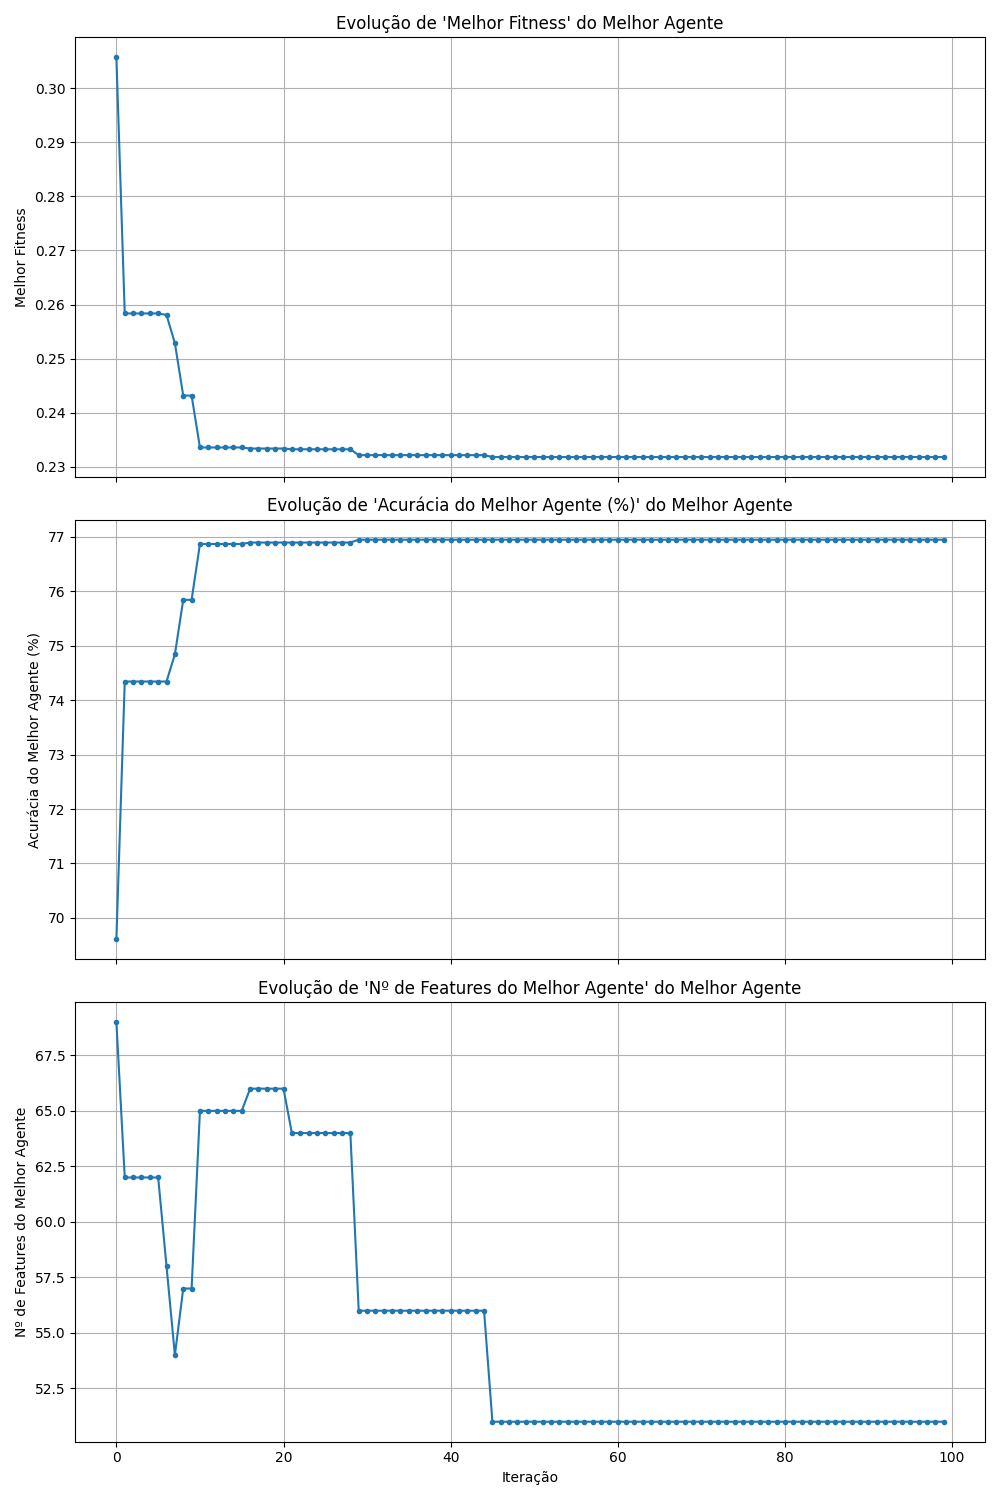 Evolução de 'Melhor Fitness' do Melhor Agente
0.30
0.29
0.28
0.27
0.26
0.25
0.24
0.23
Melhor Fitness
Evolução de 'Acurácia do Melhor Agente (%)' do Melhor Agente
77
76
75
74
73
72
71
70
Acurácia do Melhor Agente (%)
Evolução de 'Nº de Features do Melhor Agente' do Melhor Agente
67.5
65.0
62.5
60.0
57.5
55.0
52.5
Nº de Features do Melhor Agente
0 20 40 60 80 100
Iteração